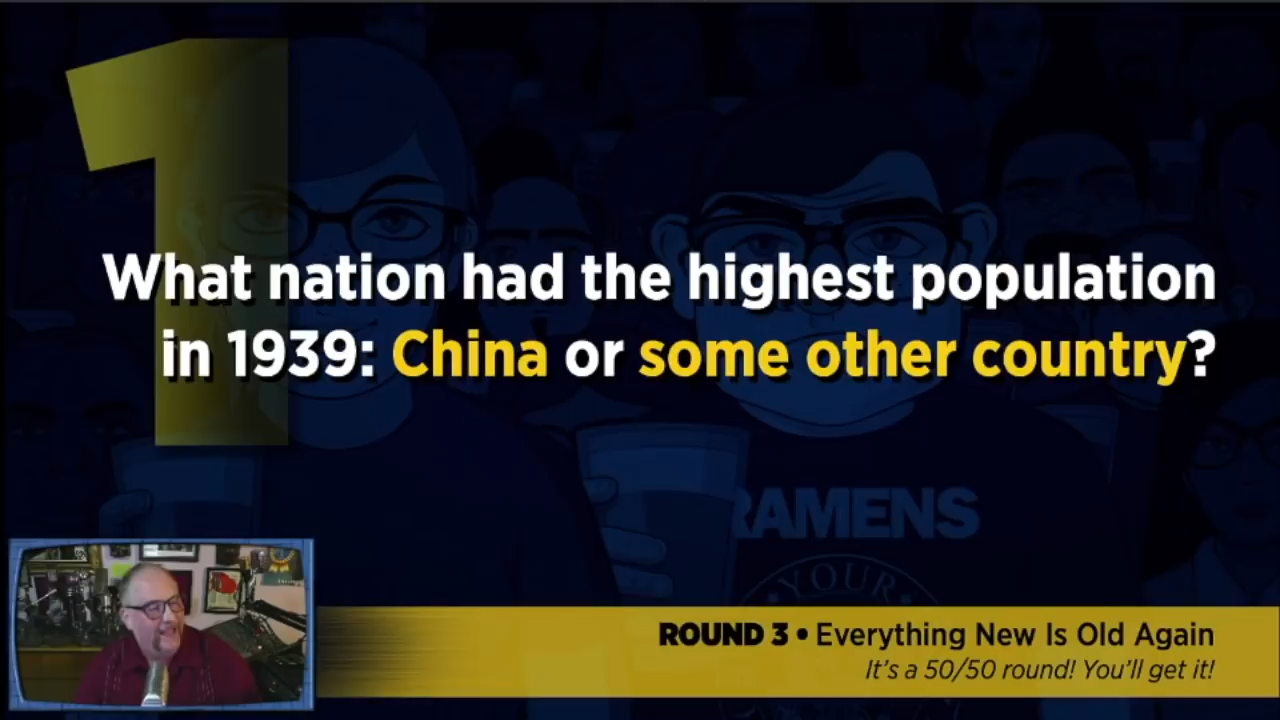 1
What nation had the highest population
in 1939: China or some other country?
RAMENS
YOUR
ROUND 3 • Everything New Is Old Again
It's a 50/50 round! You'll get it!